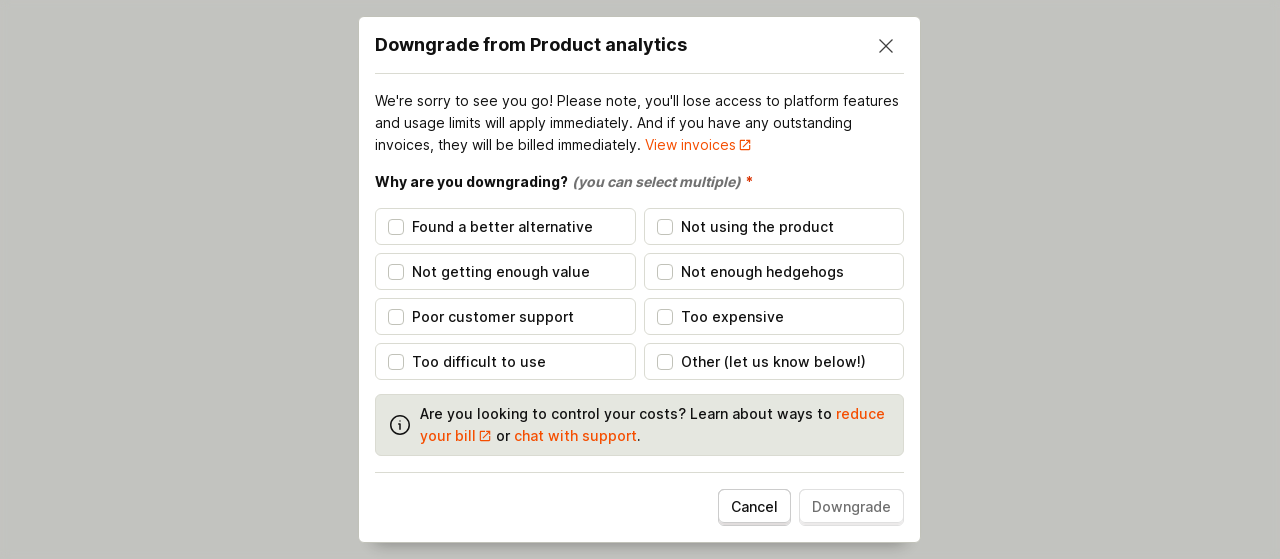 Downgrade from Product analytics
We're sorry to see you go! Please note, you'll lose access to platform features
and usage limits will apply immediately. And if you have any outstanding
invoices, they will be billed immediately. View invoices
Why are you downgrading? (you can select multiple) *
Found a better alternative
Not using the product
Not getting enough value
Not enough hedgehogs
Poor customer support
Too expensive
Too difficult to use
Other (let us know below!)
Are you looking to control your costs? Learn about ways to reduce
your bill or chat with support.
Cancel
Downgrade